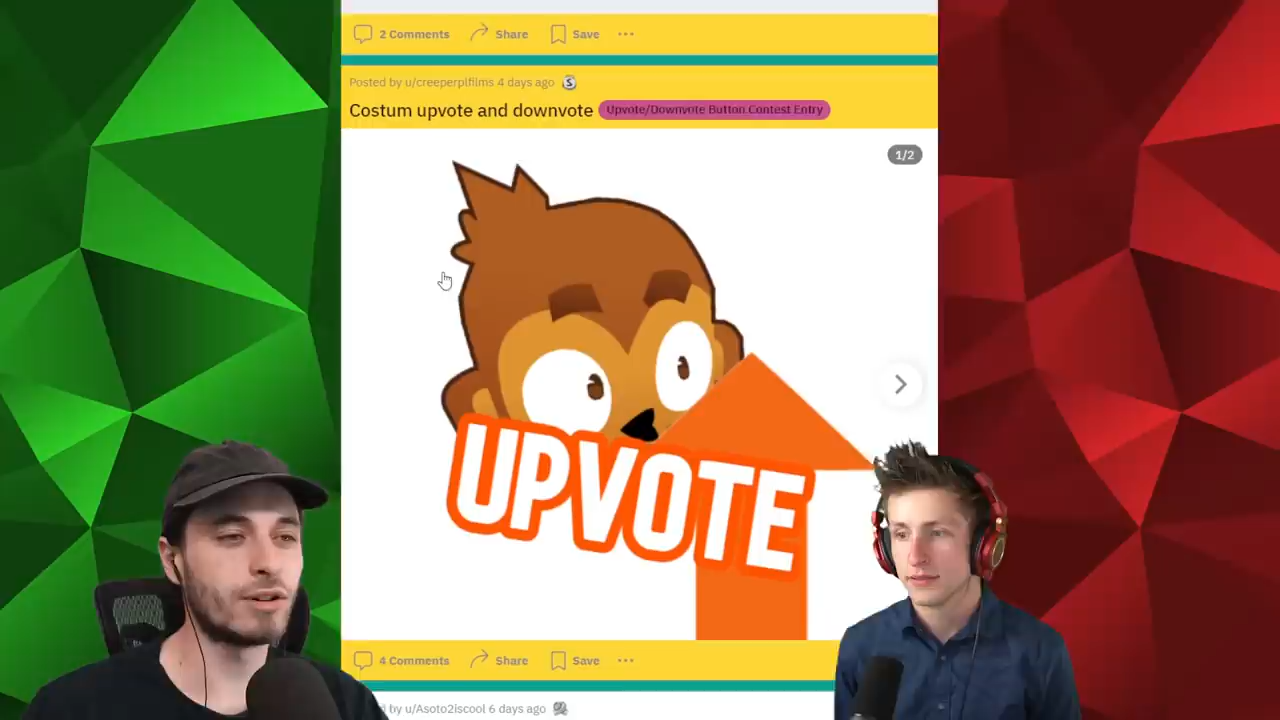 2 Comments Share Save
Posted by u/creeperplfilms 4 days ago
Costum upvote and downvote Upvote/Downvote Button Contest Entry
1/2
UPVOTE
4 Comments Share Save
d by u/Asoto2iscool 6 days ago